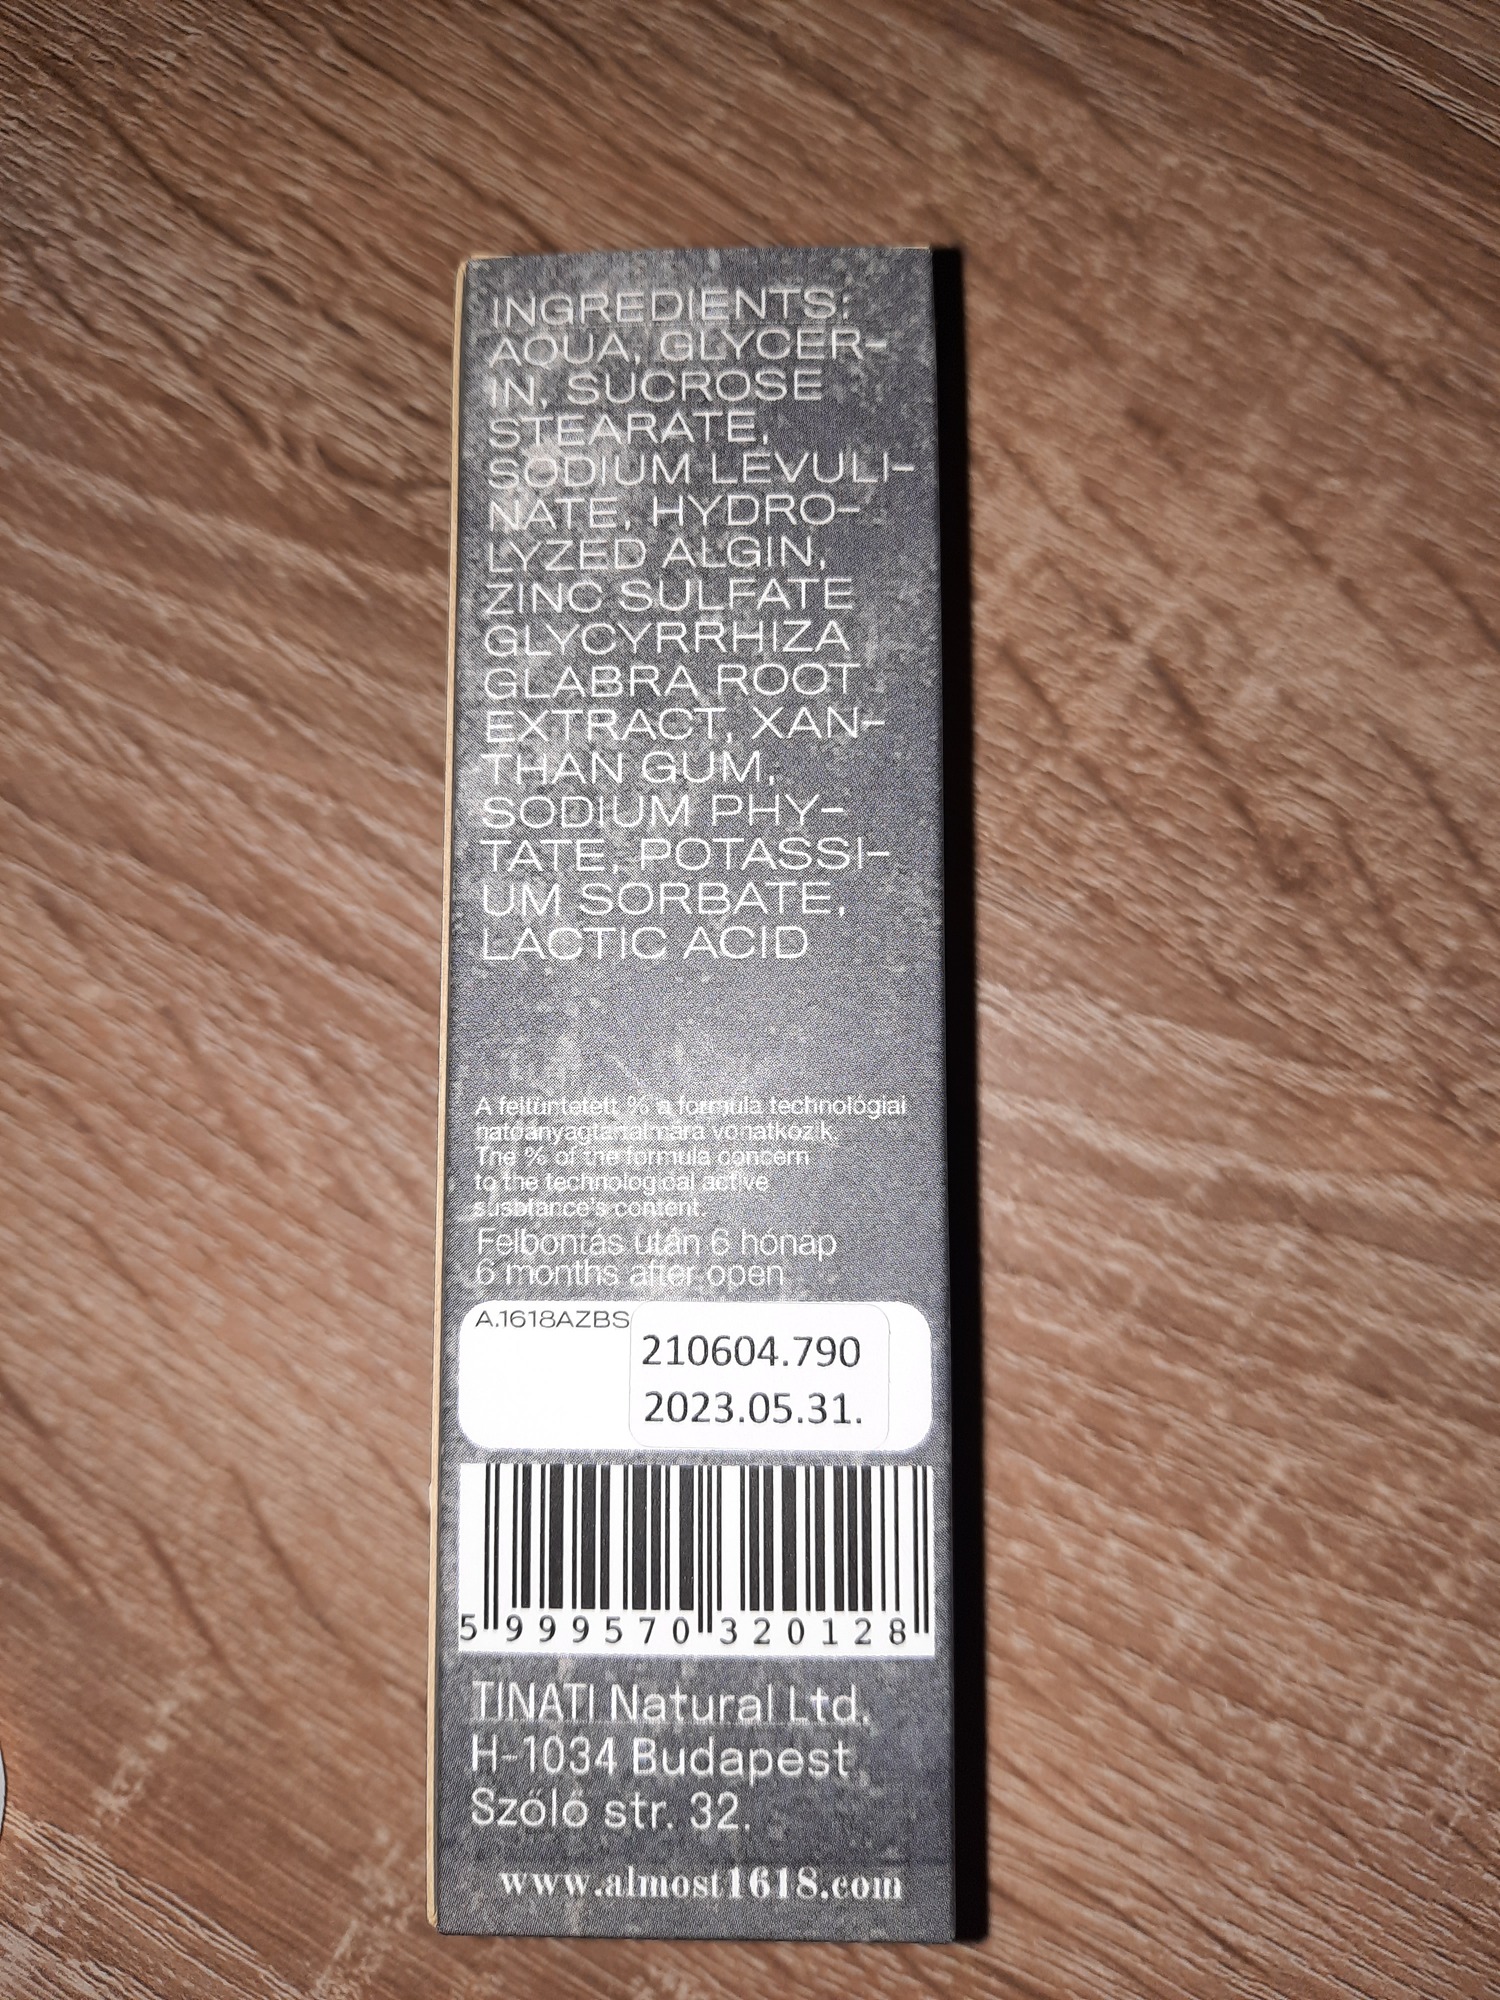 INGREDIENTS:
AQUA, GLYCER-
IN, SUCROSE
STEARATE,
SODIUM LEVULI-
NATE, HYDRO-
LYZED ALGIN,
ZINC SULFATE
GLYCYRRHIZA
GLABRA ROOT
EXTRACT, XAN-
THAN GUM,
SODIUM PHY-
TATE, POTASSI-
UM SORBATE,
LACTIC ACID
A feltüntetett % a formula technológiai
hatóanyagtartalmára vonatkozik.
The % of the formula concern
to the technological active
susbtance's content.
Felbontás után 6 hónap
6 months after open
A.1618AZBS
210604.790
2023.05.31.
5 999570 320128
TINATI Natural Ltd.
H-1034 Budapest
Szőlő str. 32.
www.almost1618.com